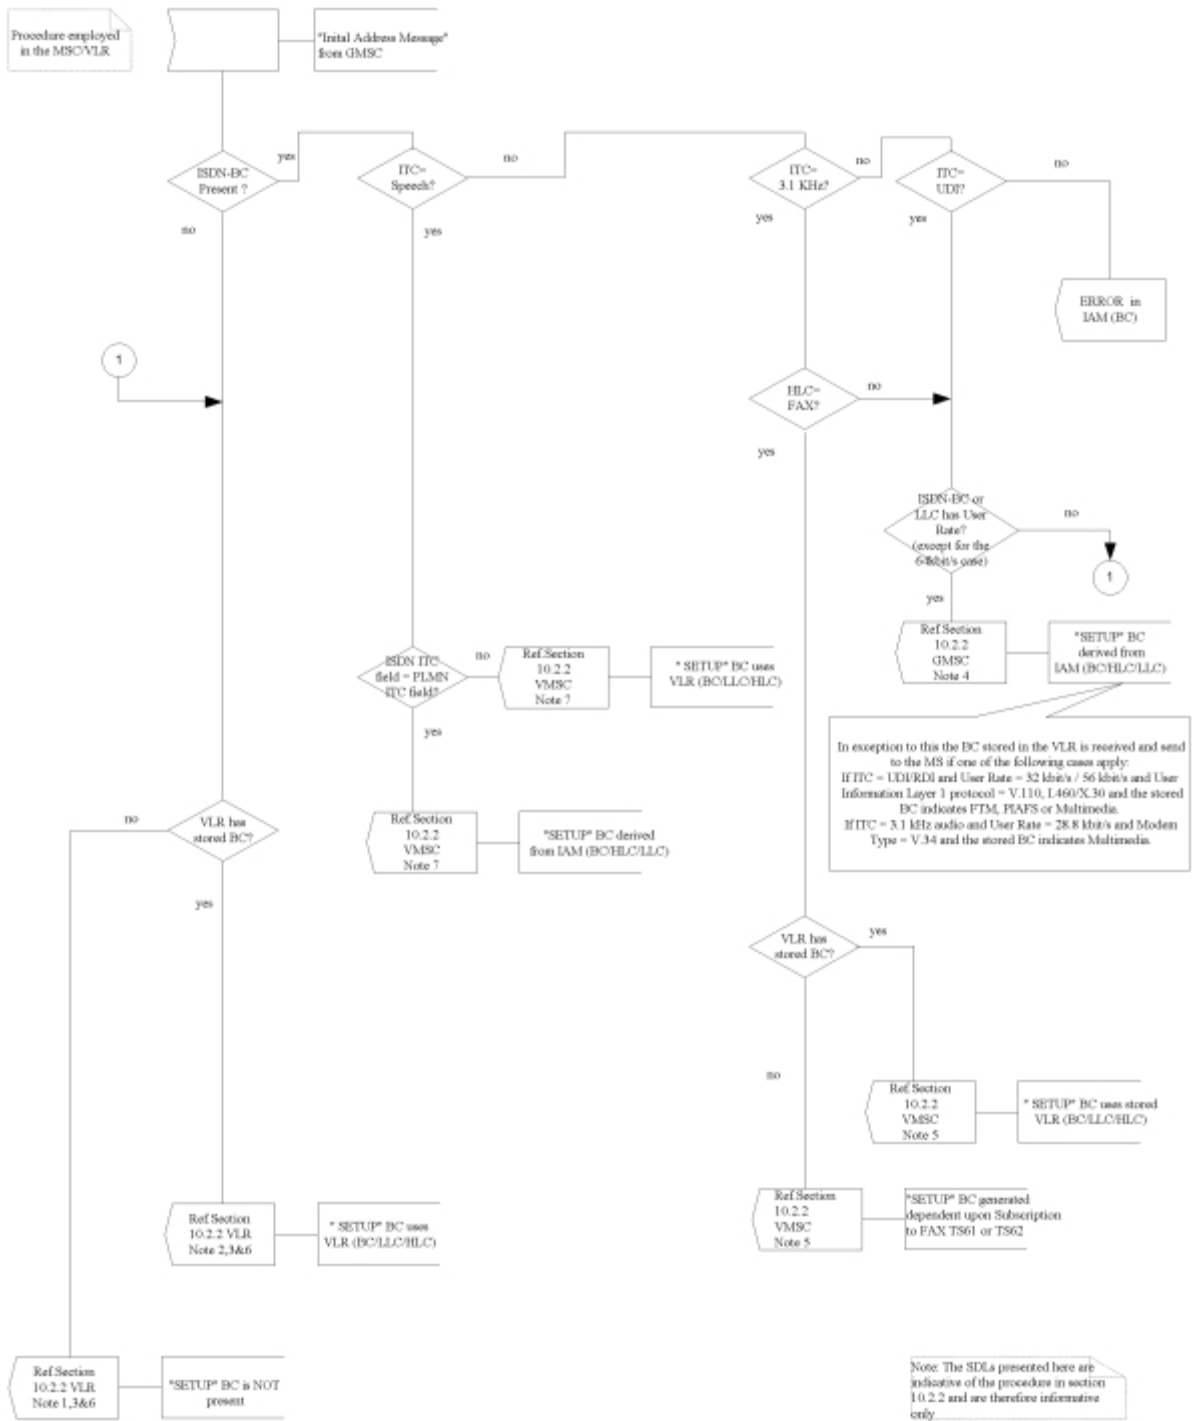 Procedure employed
in the MSC/VLR
"Inital Address Message"
from GMSC
ISDN-BC
Present ?
yes
no
ITC=
Speech?
no
yes
ITC=
3.1 KHz?
no
yes
ITC=
UDI?
no
yes
ERROR in
IAM (BC)
1
HLC=
FAX?
no
yes
ISDN-BC or
LLC has User
Rate?
(except for the
64kbit/s case)
no
1
yes
Ref.Section
10.2.2
GMSC
Note 4
"SETUP" BC
derived from
IAM (BC/HLC/LLC)
ISDN ITC
field = PLMN
ITC field?
no
yes
Ref.Section
10.2.2
VMSC
Note 7
" SETUP" BC uses
VLR (BC/LLC/HLC)
In exception to this the BC stored in the VLR is received and send
to the MS if one of the following cases apply:
If ITC = UDI/RDI and User Rate = 32 kbit/s / 56 kbit/s and User
Information Layer 1 protocol = V.110, I.460/X.30 and the stored
BC indicates FTM, PIAFS or Multimedia.
If ITC = 3.1 kHz audio and User Rate = 28.8 kbit/s and Modem
Type = V.34 and the stored BC indicates Multimedia.
Ref.Section
10.2.2
VMSC
Note 7
"SETUP" BC derived
from IAM (BC/HLC/LLC)
VLR has
stored BC?
no
yes
VLR has
stored BC?
yes
no
Ref.Section
10.2.2
VMSC
Note 5
" SETUP" BC uses stored
VLR (BC/LLC/HLC)
Ref.Section
10.2.2
VMSC
Note 5
"SETUP" BC generated
dependent upon Subscription
to FAX TS61 or TS62
Ref.Section
10.2.2 VLR
Note 2,3&6
" SETUP" BC uses
VLR (BC/LLC/HLC)
Ref.Section
10.2.2 VLR
Note 1,3&6
"SETUP" BC is NOT
present
Note: The SDLs presented here are
indicative of the procedure in section
10.2.2 and are therefore informative
only